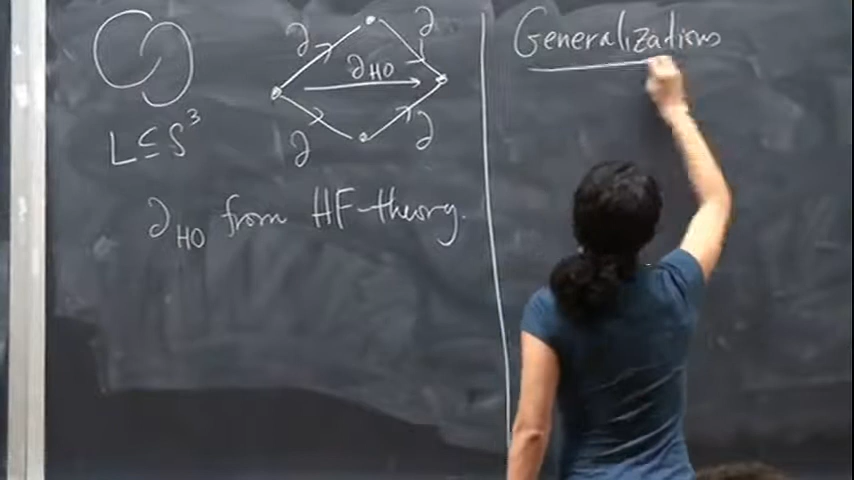 ∂ ∂
∂_HO
∂ ∂
L ⊆ S³
∂_HO from HF-theory.
Generalizations